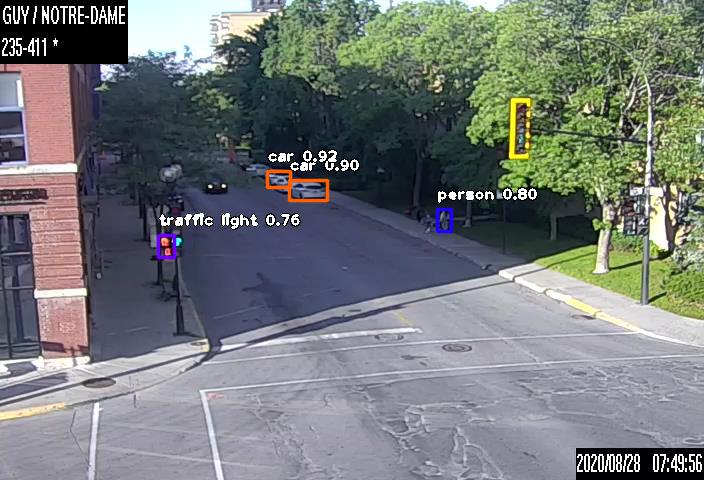 GUY / NOTRE-DAME
235-411 *
car 0.92
car 0.90
person 0.80
traffic light 0.76
2020/08/28 07:49:56